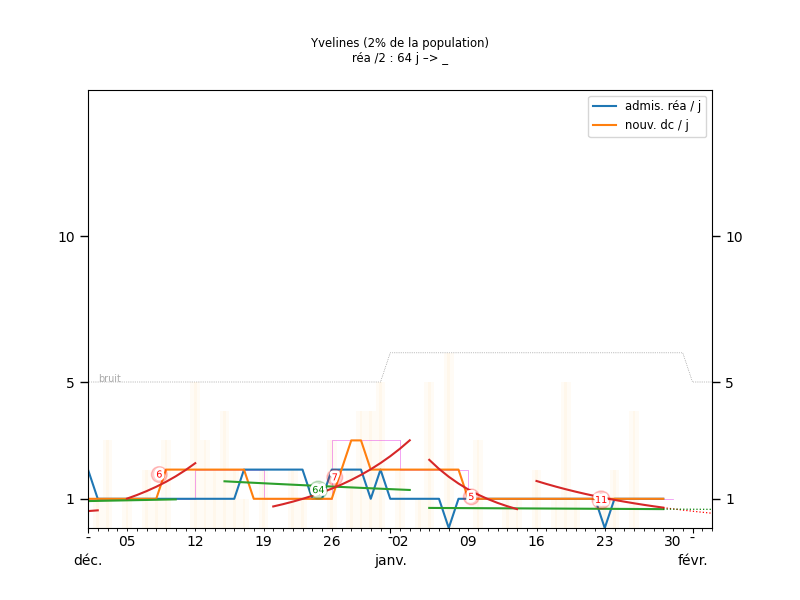 Yvelines (2% de la population)
réa /2 : 64 j –> _
admis. réa / j
nouv. dc / j
10 10
bruit
5 5
6 7
64
5 11
1 1
- 05 12 19 26 - 02 09 16 23 30 -
déc. janv. févr.